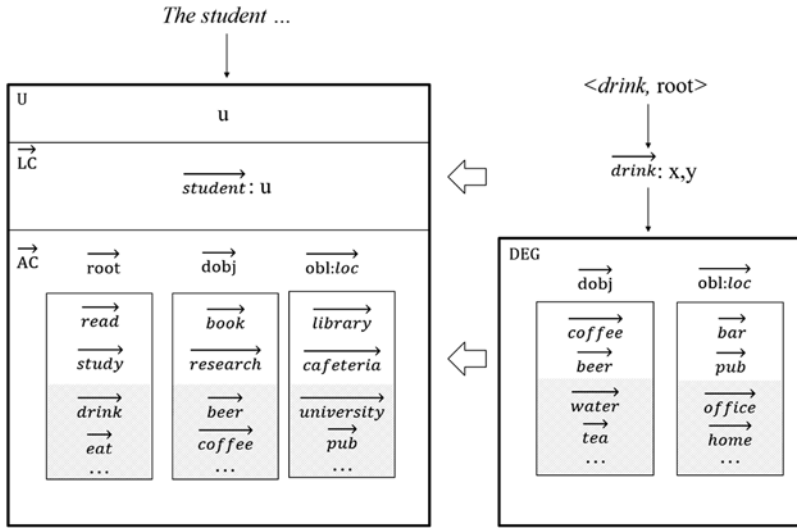 The student ...
<drink, root>
U
u
LC
student: u
drink: x,y
AC
root
dobj
obl:loc
read
study
drink
eat
...
book
research
beer
coffee
...
library
cafeteria
university
pub
...
DEG
dobj
obl:loc
coffee
beer
water
tea
...
bar
pub
office
home
...